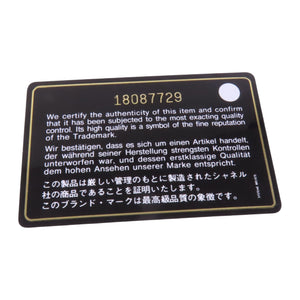 18087729
We certify the authenticity of this item and confirm
that it has been subjected to the most exacting quality
control. Its high quality is a symbol of the fine reputation
of the Trademark.
Wir bestätigen, dass es sich um einen Artikel handelt,
der während seiner Herstellung strengsten Kontrollen
unterworfen war, und dessen erstklassige Qualität
dem hohen Ansehen unserer Marke entspricht.
この製品は厳しい管理のもとに製造されたシャネル
社の商品であることを証明いたします。
このブランド・マークは最高級品質の象徴です。